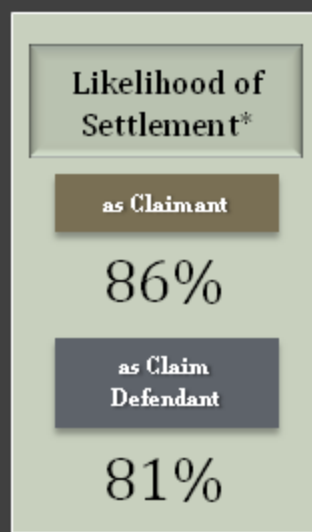 Likelihood of
Settlement*
as Claimant
86%
as Claim
Defendant
81%